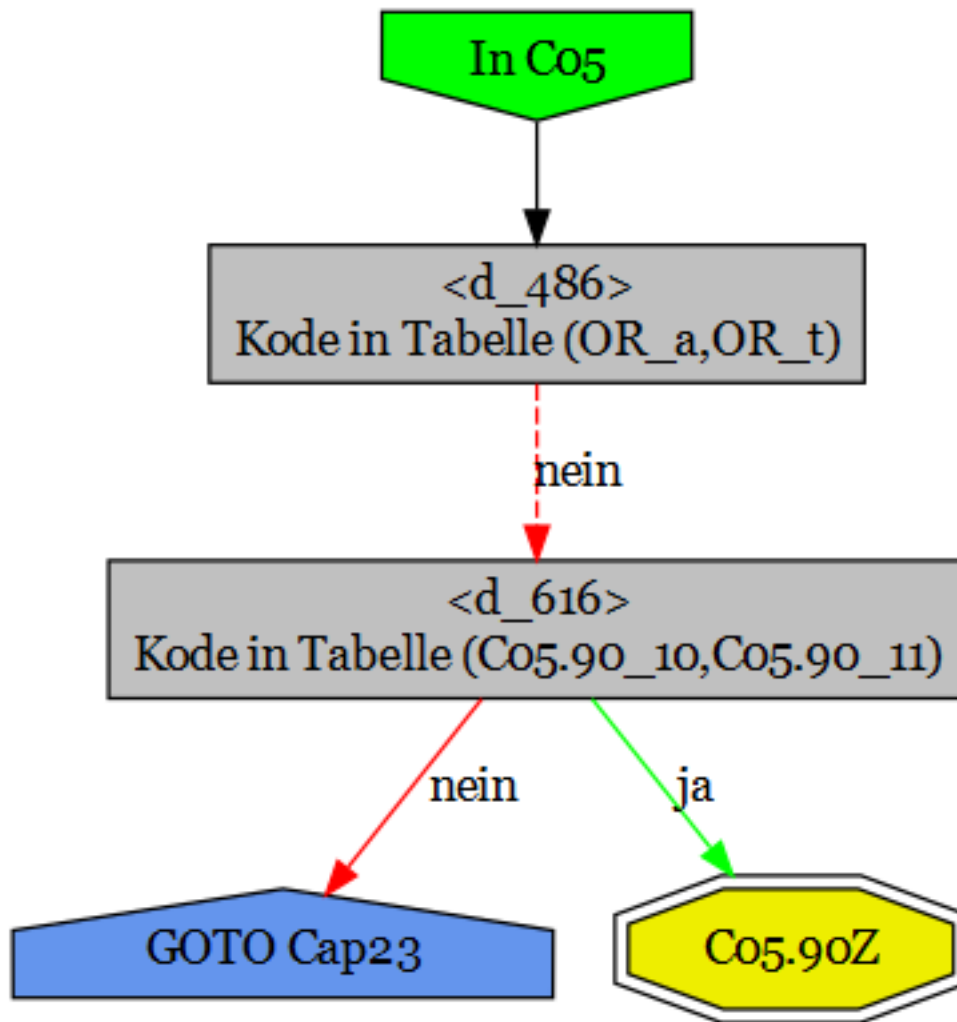 In C05
<d_486>
Kode in Tabelle (OR_a,OR_t)
nein
<d_616>
Kode in Tabelle (C05.90_10,C05.90_11)
nein
ja
GOTO Cap23
C05.90Z